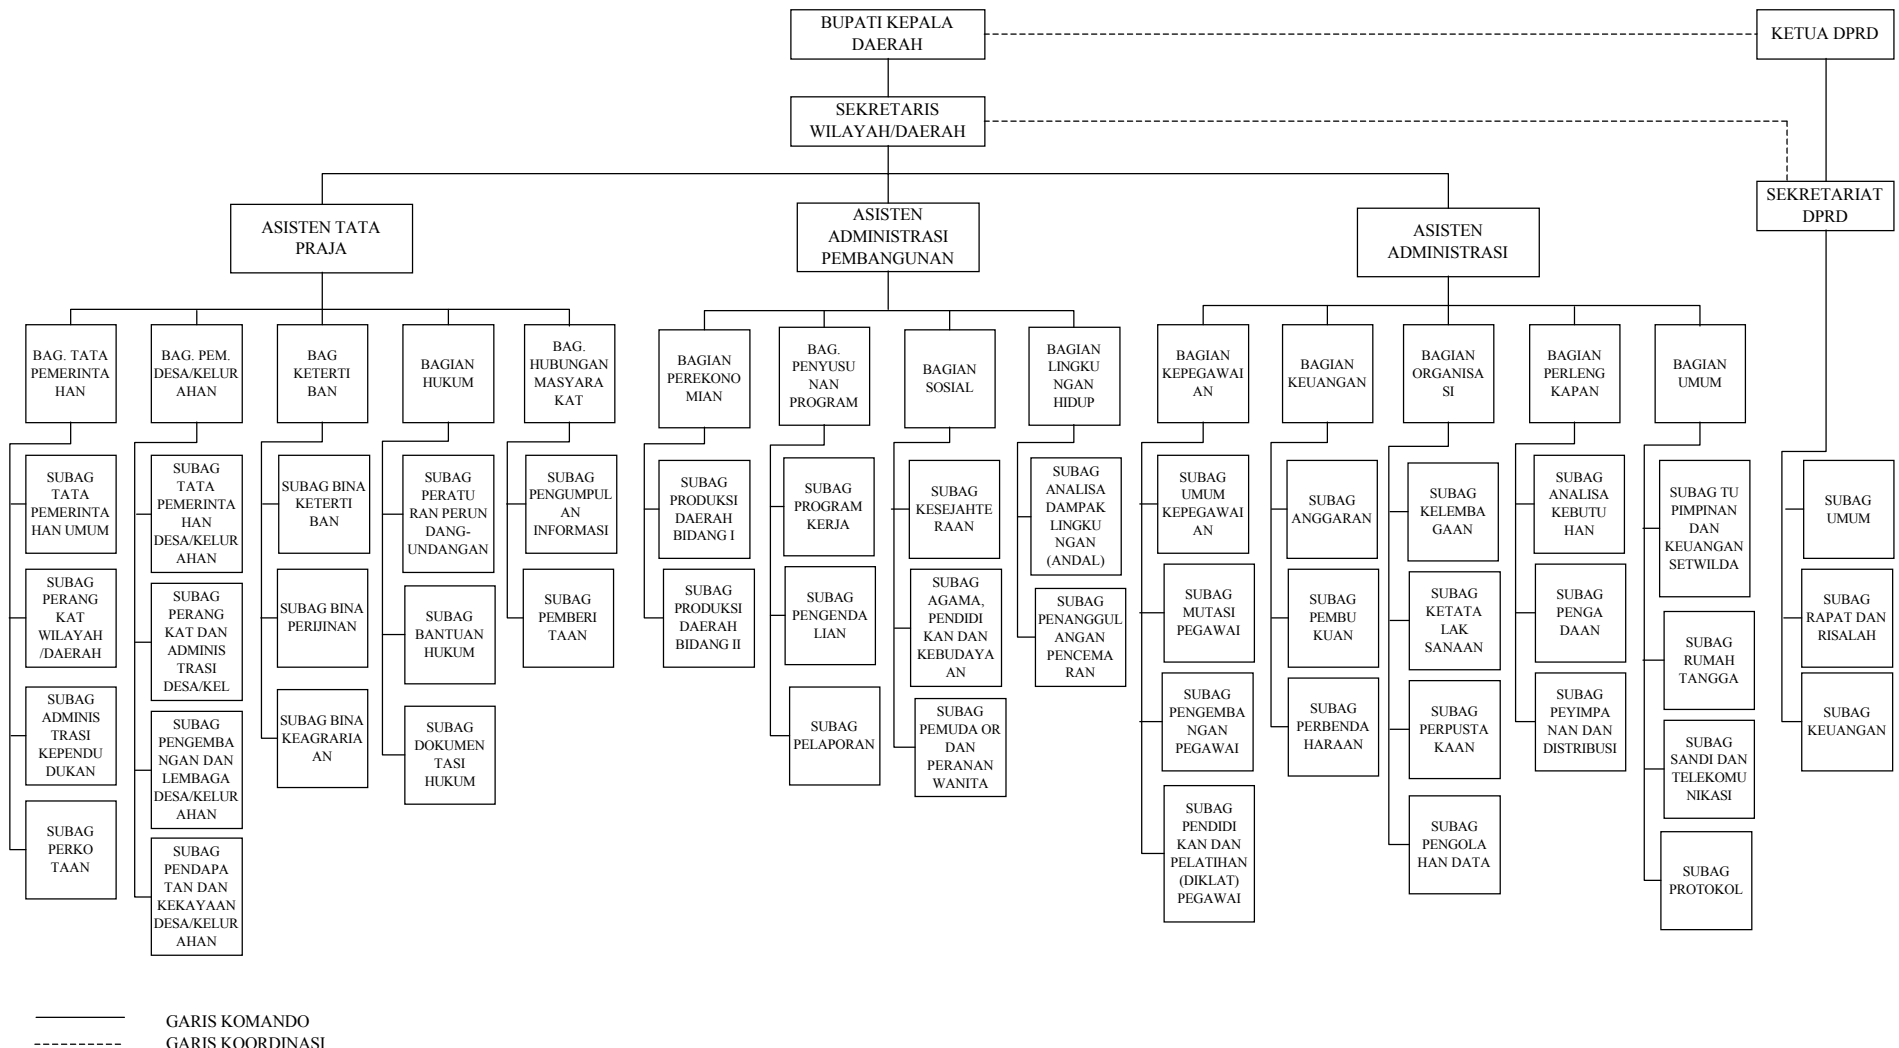 BUPATI KEPALA
DAERAH
KETUA DPRD
SEKRETARIS
WILAYAH/DAERAH
SEKRETARIAT
DPRD
ASISTEN TATA
PRAJA
ASISTEN
ADMINISTRASI
PEMBANGUNAN
ASISTEN
ADMINISTRASI
BAG. TATA
PEMERINTA
HAN
BAG. PEM.
DESA/KELUR
AHAN
BAG
KETERTI
BAN
BAGIAN
HUKUM
BAG.
HUBUNGAN
MASYARA
KAT
BAGIAN
PEREKONO
MIAN
BAG.
PENYUSU
NAN
PROGRAM
BAGIAN
SOSIAL
BAGIAN
LINGKU
NGAN
HIDUP
BAGIAN
KEPEGAWAI
AN
BAGIAN
KEUANGAN
BAGIAN
ORGANISA
SI
BAGIAN
PERLENG
KAPAN
BAGIAN
UMUM
SUBAG
TATA
PEMERINTA
HAN UMUM
SUBAG
PERANG
KAT
WILAYAH
/DAERAH
SUBAG
ADMINIS
TRASI
KEPENDU
DUKAN
SUBAG
PERKO
TAAN
SUBAG
TATA
PEMERINTA
HAN
DESA/KELUR
AHAN
SUBAG
PERANG
KAT DAN
ADMINIS
TRASI
DESA/KEL
SUBAG
PENGEMBA
NGAN DAN
LEMBAGA
DESA/KELUR
AHAN
SUBAG
PENDAPA
TAN DAN
KEKAYAAN
DESA/KELUR
AHAN
SUBAG BINA
KETERTI
BAN
SUBAG BINA
PERIJINAN
SUBAG BINA
KEAGRARIA
AN
SUBAG
PERATU
RAN PERUN
DANG-
UNDANGAN
SUBAG
BANTUAN
HUKUM
SUBAG
DOKUMEN
TASI
HUKUM
SUBAG
PENGUMPUL
AN
INFORMASI
SUBAG
PEMBERI
TAAN
SUBAG
PRODUKSI
DAERAH
BIDANG I
SUBAG
PRODUKSI
DAERAH
BIDANG II
SUBAG
PROGRAM
KERJA
SUBAG
PENGENDA
LIAN
SUBAG
PELAPORAN
SUBAG
KESEJAHTE
RAAN
SUBAG
AGAMA,
PENDIDI
KAN DAN
KEBUDAYA
AN
SUBAG
PEMUDA OR
DAN
PERANAN
WANITA
SUBAG
ANALISA
DAMPAK
LINGKU
NGAN
(ANDAL)
SUBAG
PENANGGUL
ANGAN
PENCEMA
RAN
SUBAG
UMUM
KEPEGAWAI
AN
SUBAG
MUTASI
PEGAWAI
SUBAG
PENGEMBA
NGAN
PEGAWAI
SUBAG
PENDIDI
KAN DAN
PELATIHAN
(DIKLAT)
PEGAWAI
SUBAG
ANGGARAN
SUBAG
PEMBU
KUAN
SUBAG
PERBENDA
HARAAN
SUBAG
KELEMBA
GAAN
SUBAG
KETATA
LAK
SANAAN
SUBAG
PERPUSTA
KAAN
SUBAG
PENGOLA
HAN DATA
SUBAG
ANALISA
KEBUTU
HAN
SUBAG
PENGA
DAAN
SUBAG
PEYIMPA
NAN DAN
DISTRIBUSI
SUBAG TU
PIMPINAN
DAN
KEUANGAN
SETWILDA
SUBAG
RUMAH
TANGGA
SUBAG
SANDI DAN
TELEKOMU
NIKASI
SUBAG
PROTOKOL
SUBAG
UMUM
SUBAG
RAPAT DAN
RISALAH
SUBAG
KEUANGAN
GARIS KOMANDO
GARIS KOORDINASI